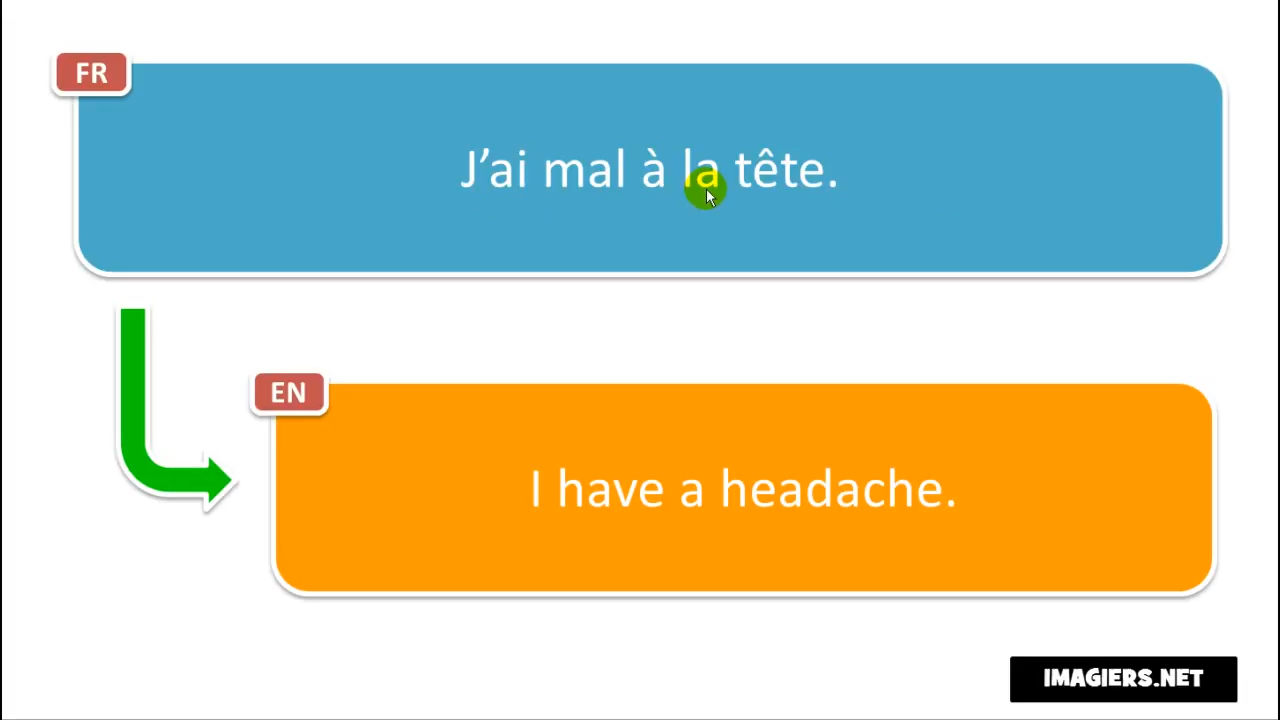 FR
J’ai mal à la tête.
EN
I have a headache.
IMAGIERS.NET